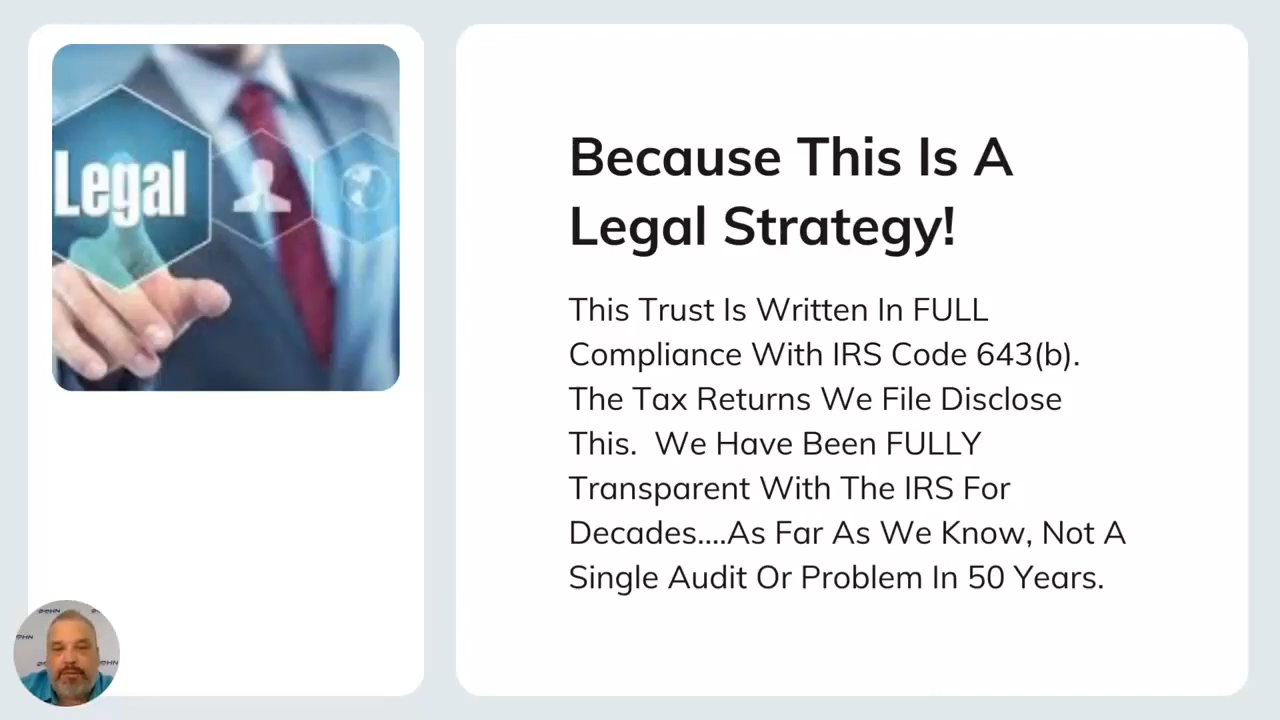 Legal
Because This Is A
Legal Strategy!
This Trust Is Written In FULL
Compliance With IRS Code 643(b).
The Tax Returns We File Disclose
This.  We Have Been FULLY
Transparent With The IRS For
Decades....As Far As We Know, Not A
Single Audit Or Problem In 50 Years.